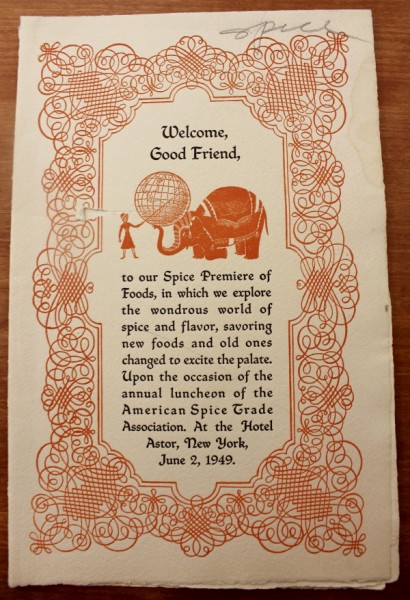 Spices
Welcome,
Good Friend,
to our Spice Premiere of
Foods, in which we explore
the wondrous world of
spice and flavor, savoring
new foods and old ones
changed to excite the palate.
Upon the occasion of the
annual luncheon of the
American Spice Trade
Association. At the Hotel
Astor, New York,
June 2, 1949.